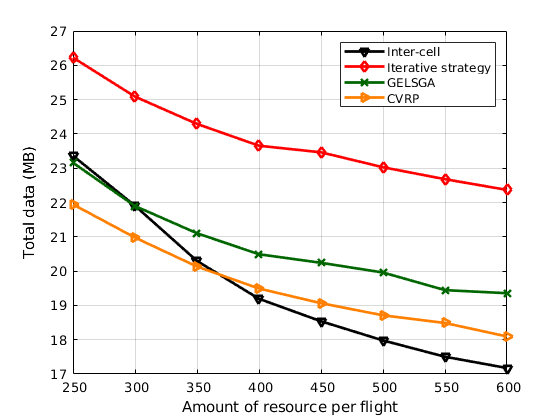 27
26
25
24
23
22
21
20
19
18
17
Total data (MB)
Inter-cell
Iterative strategy
GELSGA
CVRP
250 300 350 400 450 500 550 600
Amount of resource per flight